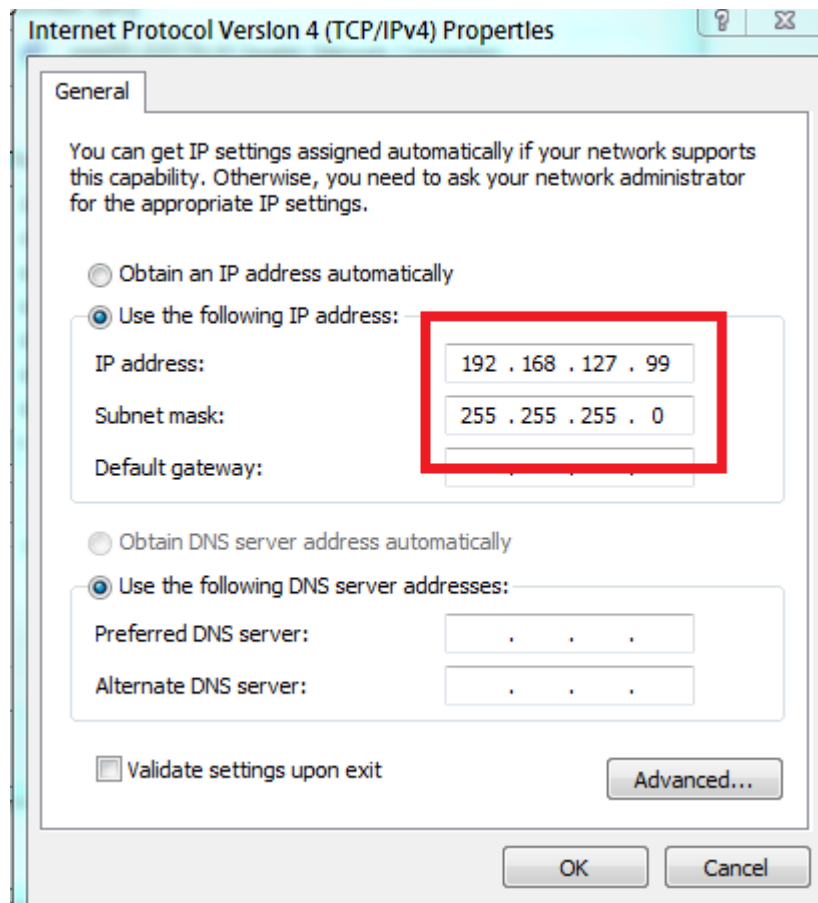 Internet Protocol Version 4 (TCP/IPv4) Properties
General
You can get IP settings assigned automatically if your network supports
this capability. Otherwise, you need to ask your network administrator
for the appropriate IP settings.
Obtain an IP address automatically
Use the following IP address:
IP address: 192 . 168 . 127 . 99
Subnet mask: 255 . 255 . 255 . 0
Default gateway: . . .
Obtain DNS server address automatically
Use the following DNS server addresses:
Preferred DNS server: . . .
Alternate DNS server: . . .
Validate settings upon exit
Advanced...
OK Cancel